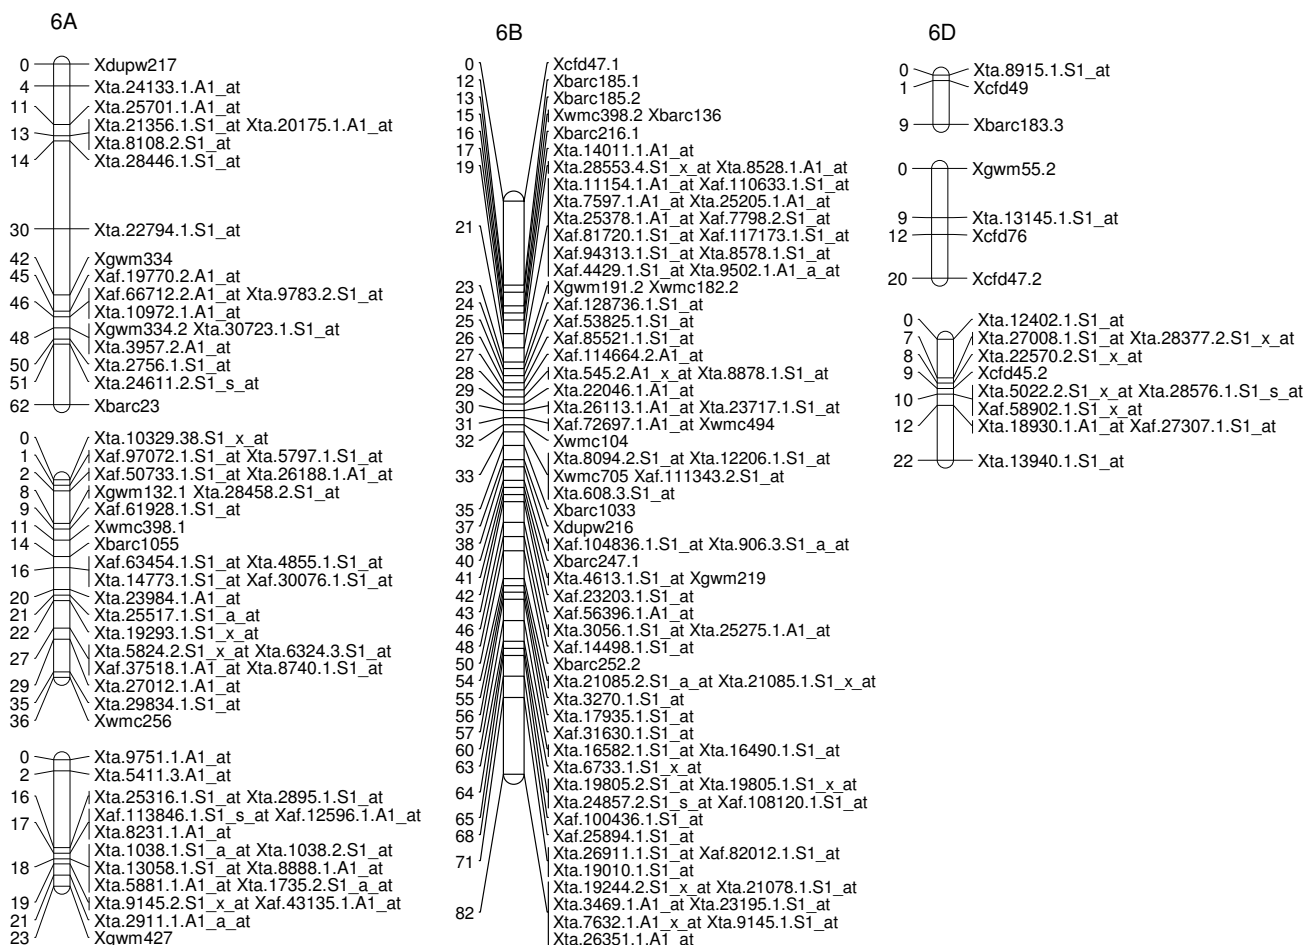 6A
0 Xdupw217
4 Xta.24133.1.A1_at
11 Xta.25701.1.A1_at
13 Xta.21356.1.S1_at Xta.20175.1.A1_at
Xta.8108.2.S1_at
14 Xta.28446.1.S1_at
30 Xta.22794.1.S1_at
42 Xgwm334
45 Xaf.19770.2.A1_at
46 Xaf.66712.2.A1_at Xta.9783.2.S1_at
Xta.10972.1.A1_at
48 Xgwm334.2 Xta.30723.1.S1_at
Xta.3957.2.A1_at
50 Xta.2756.1.S1_at
51 Xta.24611.2.S1_s_at
62 Xbarc23
0 Xta.10329.38.S1_x_at
1 Xaf.97072.1.S1_at Xta.5797.1.S1_at
2 Xaf.50733.1.S1_at Xta.26188.1.A1_at
8 Xgwm132.1 Xta.28458.2.S1_at
9 Xaf.61928.1.S1_at
11 Xwmc398.1
14 Xbarc1055
16 Xaf.63454.1.S1_at Xta.4855.1.S1_at
Xta.14773.1.S1_at Xaf.30076.1.S1_at
20 Xta.23984.1.A1_at
21 Xta.25517.1.S1_a_at
22 Xta.19293.1.S1_x_at
27 Xta.5824.2.S1_x_at Xta.6324.3.S1_at
Xaf.37518.1.A1_at Xta.8740.1.S1_at
29 Xta.27012.1.A1_at
35 Xta.29834.1.S1_at
36 Xwmc256
0 Xta.9751.1.A1_at
2 Xta.5411.3.A1_at
16 Xta.25316.1.S1_at Xta.2895.1.S1_at
17 Xaf.113846.1.S1_s_at Xaf.12596.1.A1_at
Xta.8231.1.A1_at
18 Xta.1038.1.S1_a_at Xta.1038.2.S1_at
Xta.13058.1.S1_at Xta.8888.1.A1_at
Xta.5881.1.A1_at Xta.1735.2.S1_a_at
19 Xta.9145.2.S1_x_at Xaf.43135.1.A1_at
21 Xta.2911.1.A1_a_at
23 Xgwm427
6B
0 Xcfd47.1
12 Xbarc185.1
13 Xbarc185.2
15 Xwmc398.2 Xbarc136
16 Xbarc216.1
17 Xta.14011.1.A1_at
19 Xta.28553.4.S1_x_at Xta.8528.1.A1_at
21 Xta.11154.1.A1_at Xaf.110633.1.S1_at
Xta.7597.1.A1_at Xta.25205.1.A1_at
Xta.25378.1.A1_at Xaf.7798.2.S1_at
Xaf.81720.1.S1_at Xaf.117173.1.S1_at
Xaf.94313.1.S1_at Xta.8578.1.S1_at
Xaf.4429.1.S1_at Xta.9502.1.A1_a_at
23 Xgwm191.2 Xwmc182.2
24 Xaf.128736.1.S1_at
25 Xaf.53825.1.S1_at
26 Xaf.85521.1.S1_at
27 Xaf.114664.2.A1_at
28 Xta.545.2.A1_x_at Xta.8878.1.S1_at
29 Xta.22046.1.A1_at
30 Xta.26113.1.A1_at Xta.23717.1.S1_at
31 Xaf.72697.1.A1_at Xwmc494
32 Xwmc104
33 Xta.8094.2.S1_at Xta.12206.1.S1_at
Xwmc705 Xaf.111343.2.S1_at
Xta.608.3.S1_at
35 Xbarc1033
37 Xdupw216
38 Xaf.104836.1.S1_at Xta.906.3.S1_a_at
40 Xbarc247.1
41 Xta.4613.1.S1_at Xgwm219
42 Xaf.23203.1.S1_at
43 Xaf.56396.1.A1_at
46 Xta.3056.1.S1_at Xta.25275.1.A1_at
48 Xaf.14498.1.S1_at
50 Xbarc252.2
54 Xta.21085.2.S1_a_at Xta.21085.1.S1_x_at
55 Xta.3270.1.S1_at
56 Xta.17935.1.S1_at
57 Xaf.31630.1.S1_at
60 Xta.16582.1.S1_at Xta.16490.1.S1_at
63 Xta.6733.1.S1_x_at
64 Xta.19805.2.S1_at Xta.19805.1.S1_x_at
Xta.24857.2.S1_s_at Xaf.108120.1.S1_at
65 Xaf.100436.1.S1_at
68 Xaf.25894.1.S1_at
71 Xta.26911.1.S1_at Xaf.82012.1.S1_at
Xta.19010.1.S1_at
82 Xta.19244.2.S1_x_at Xta.21078.1.S1_at
Xta.3469.1.A1_at Xta.23195.1.S1_at
Xta.7632.1.A1_x_at Xta.9145.1.S1_at
Xta.26351.1.A1_at
6D
0 Xta.8915.1.S1_at
1 Xcfd49
9 Xbarc183.3
0 Xgwm55.2
9 Xta.13145.1.S1_at
12 Xcfd76
20 Xcfd47.2
0 Xta.12402.1.S1_at
7 Xta.27008.1.S1_at Xta.28377.2.S1_x_at
8 Xta.22570.2.S1_x_at
9 Xcfd45.2
10 Xta.5022.2.S1_x_at Xta.28576.1.S1_s_at
Xaf.58902.1.S1_x_at
12 Xta.18930.1.A1_at Xaf.27307.1.S1_at
22 Xta.13940.1.S1_at